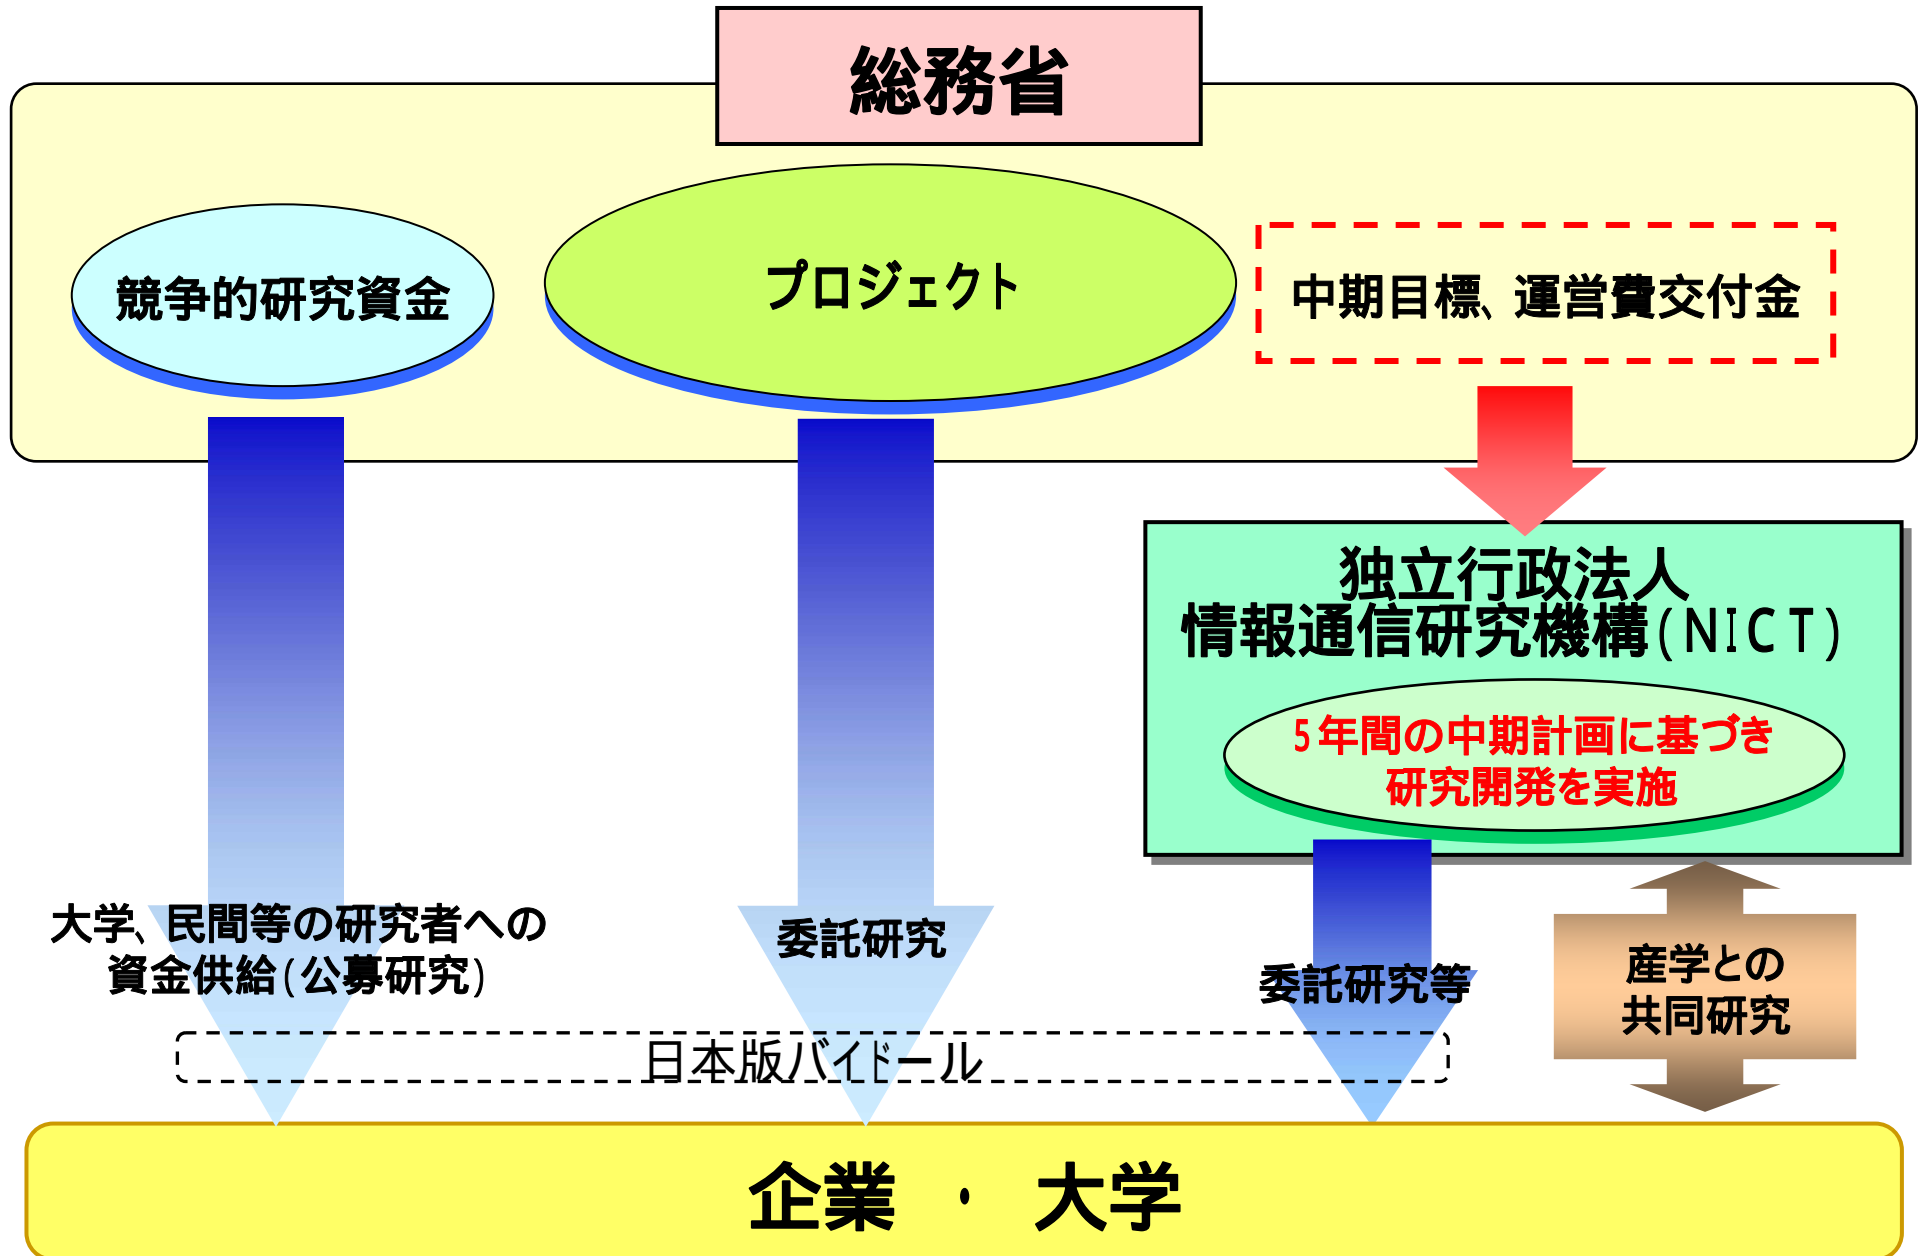 総務省
競争的研究資金
プロジェクト
中期目標、運営費交付金
独立行政法人
情報通信研究機構(NICT)
5年間の中期計画に基づき
研究開発を実施
大学、民間等の研究者への
資金供給(公募研究)
委託研究
委託研究等
産学との
共同研究
日本版バイドール
企業 ・ 大学